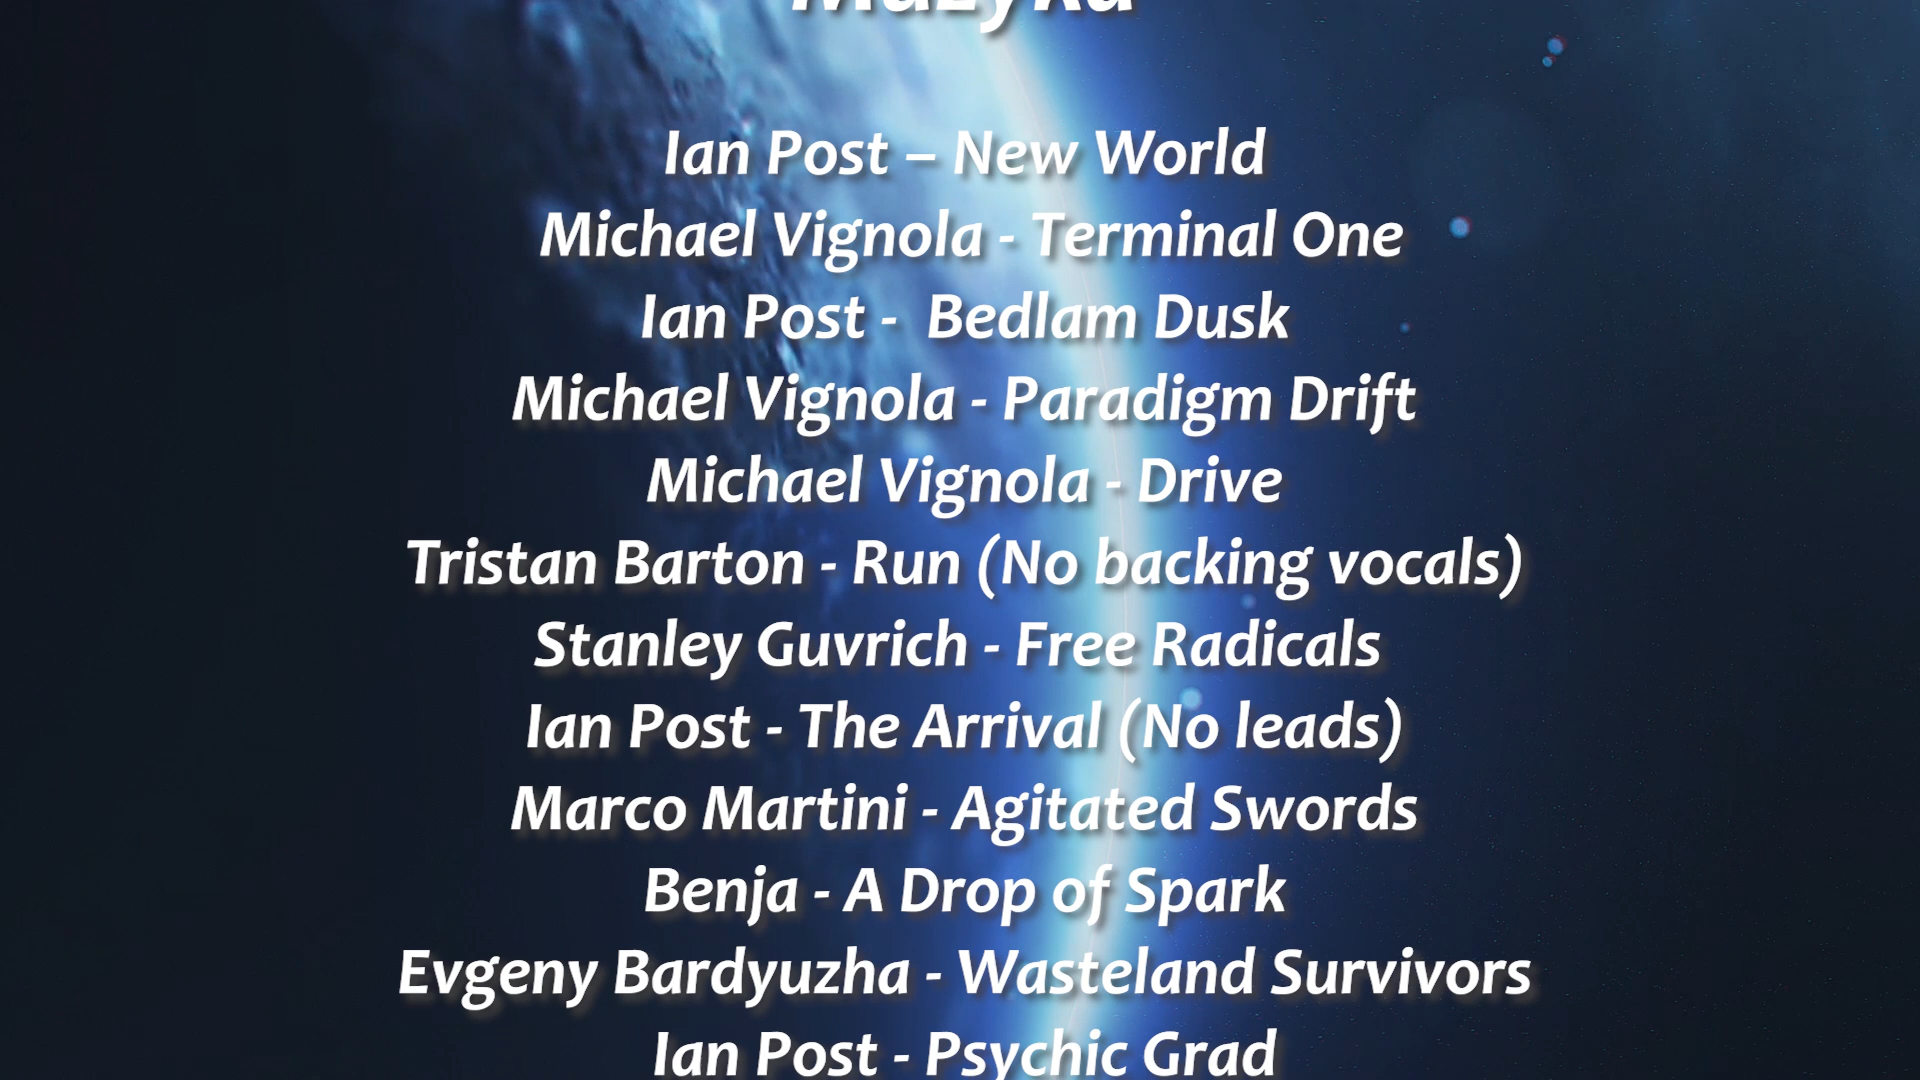 Muzyka
Ian Post – New World
Michael Vignola - Terminal One
Ian Post -  Bedlam Dusk
Michael Vignola - Paradigm Drift
Michael Vignola - Drive
Tristan Barton - Run (No backing vocals)
Stanley Guvrich - Free Radicals
Ian Post - The Arrival (No leads)
Marco Martini - Agitated Swords
Benja - A Drop of Spark
Evgeny Bardyuzha - Wasteland Survivors
Ian Post - Psychic Grad